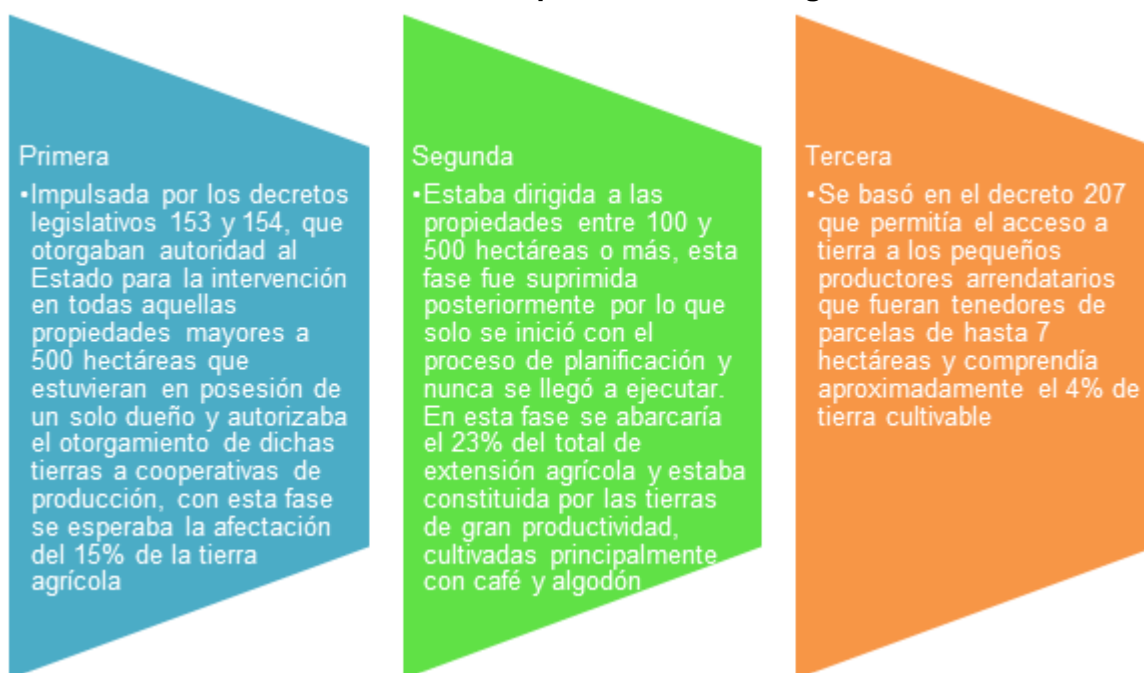 Primera
•Impulsada por los decretos
legislativos 153 y 154, que
otorgaban autoridad al
Estado para la intervención
en todas aquellas
propiedades mayores a
500 hectáreas que
estuvieran en posesión de
un solo dueño y autorizaba
el otorgamiento de dichas
tierras a cooperativas de
producción, con esta fase
se esperaba la afectación
del 15% de la tierra
agrícola
Segunda
•Estaba dirigida a las
propiedades entre 100 y
500 hectáreas o más, esta
fase fue suprimida
posteriormente por lo que
solo se inició con el
proceso de planificación y
nunca se llegó a ejecutar.
En esta fase se abarcaría
el 23% del total de
extensión agrícola y estaba
constituida por las tierras
de gran productividad,
cultivadas principalmente
con café y algodón
Tercera
•Se basó en el decreto 207
que permitía el acceso a
tierra a los pequeños
productores arrendatarios
que fueran tenedores de
parcelas de hasta 7
hectáreas y comprendía
aproximadamente el 4% de
tierra cultivable